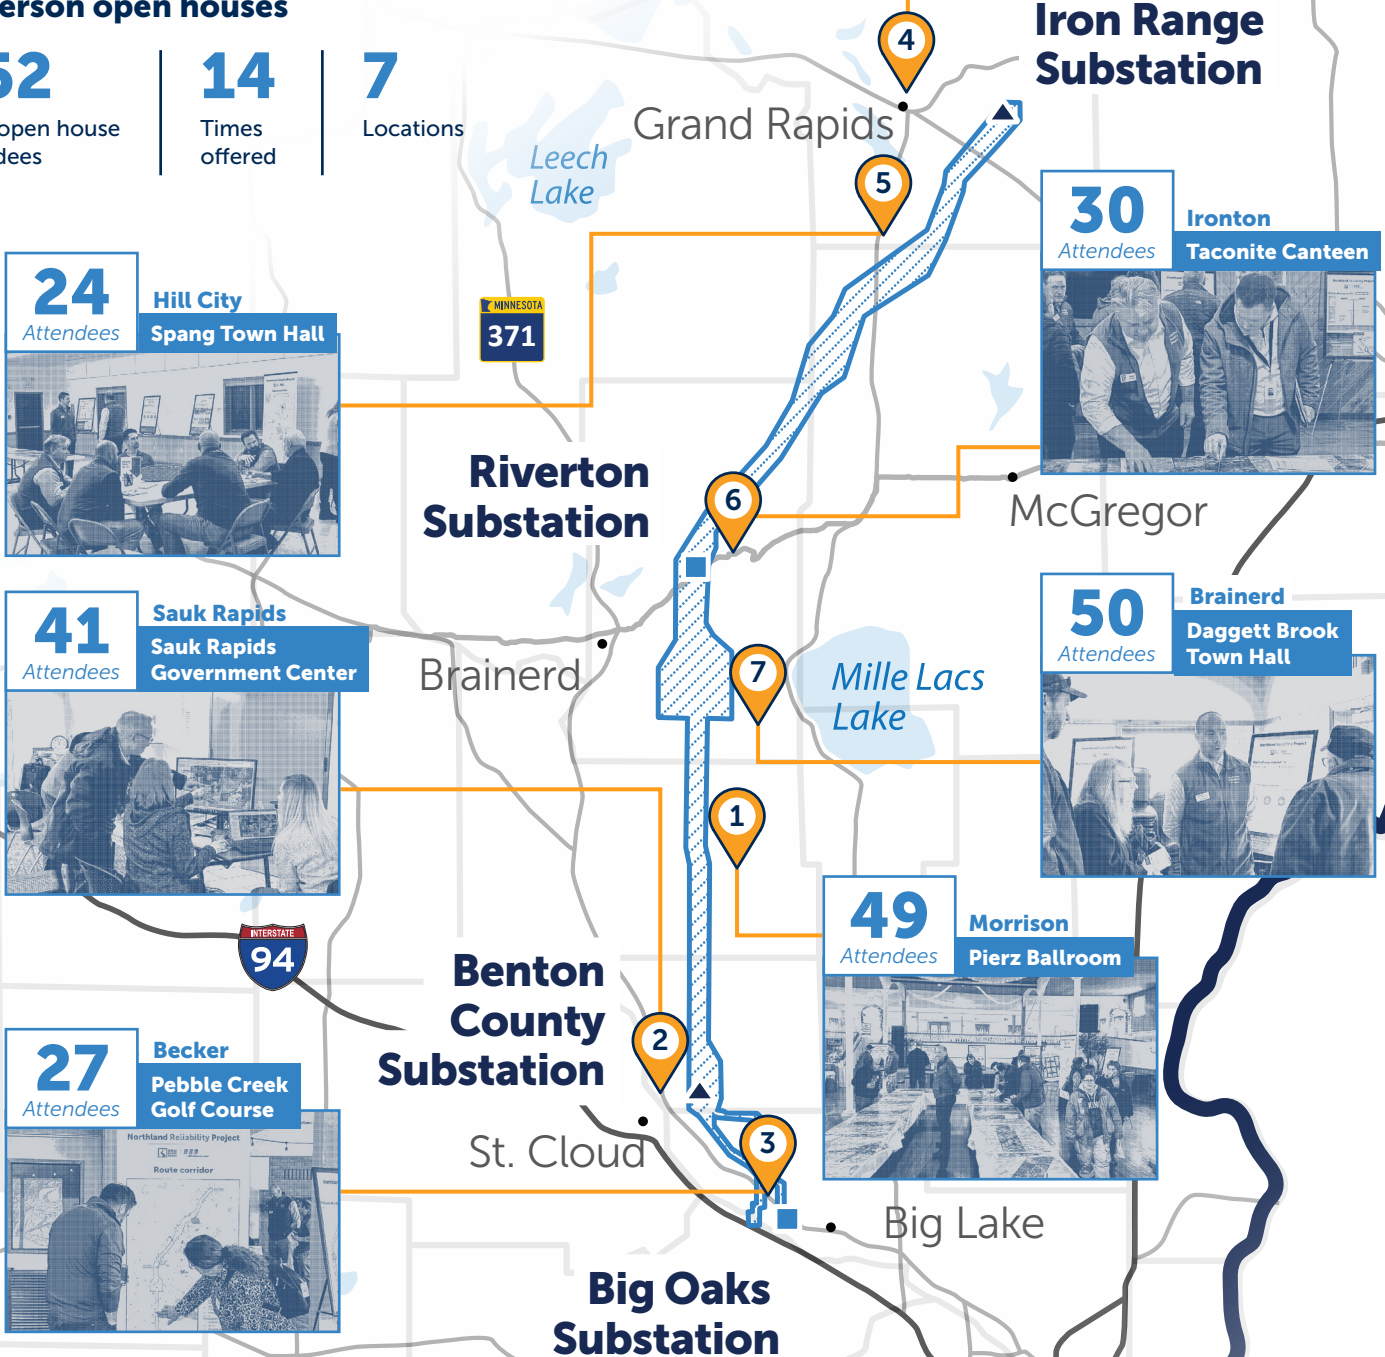 erson open houses
52
open house
dees
14
Times
offered
7
Locations
Iron Range
Substation
4
Grand Rapids
Leech
Lake
5
30
Attendees
Ironton
Taconite Canteen
24
Attendees
Hill City
Spang Town Hall
MINNESOTA
371
Riverton
Substation
6
McGregor
41
Attendees
Sauk Rapids
Sauk Rapids
Government Center
Brainerd
7
Mille Lacs
Lake
50
Attendees
Brainerd
Daggett Brook
Town Hall
Northland Reliability Project
1
INTERSTATE
94
49
Attendees
Morrison
Pierz Ballroom
Benton
County
Substation
2
27
Attendees
Becker
Pebble Creek
Golf Course
Northland Reliability Project
Route corridor
St. Cloud
3
Big Lake
Big Oaks
Substation